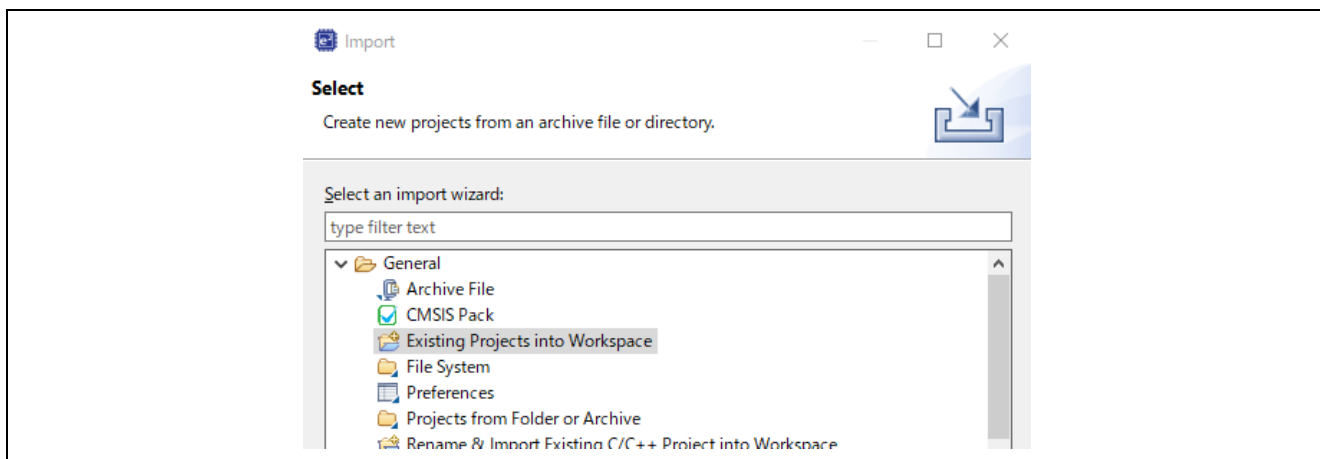 Import
Select
Create new projects from an archive file or directory.
Select an import wizard:
type filter text
General
Archive File
CMSIS Pack
Existing Projects into Workspace
File System
Preferences
Projects from Folder or Archive
Rename & Import Existing C/C++ Project into Workspace